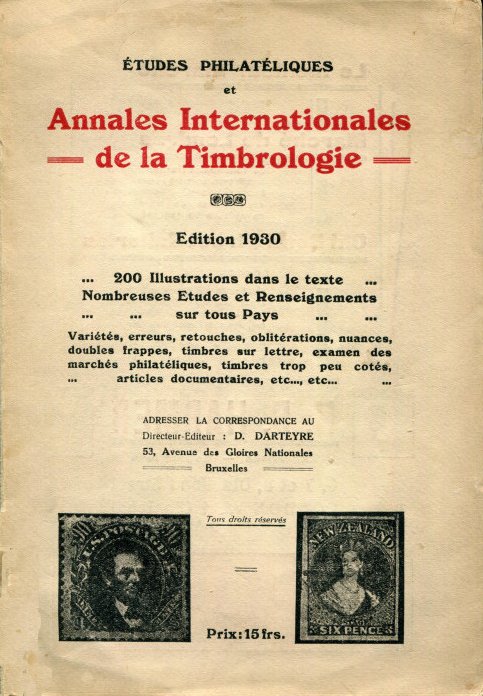 ÉTUDES PHILATÉLIQUES
et
Annales Internationales
de la Timbrologie
Edition 1930
... 200 Illustrations dans le texte ...
Nombreuses Etudes et Renseignements
... ... sur tous Pays ... ...
Variétés, erreurs, retouches, oblitérations, nuances,
doubles frappes, timbres sur lettre, examen des
marchés philatéliques, timbres trop peu cotés,
... articles documentaires, etc..., etc... ...
ADRESSER LA CORRESPONDANCE AU
Directeur-Editeur : D. DARTEYRE
53, Avenue des Gloires Nationales
Bruxelles
Tous droits réservés
U.S. POSTAGE
90 90
NEW ZEALAND
SIX PENCE
Prix: 15 frs.